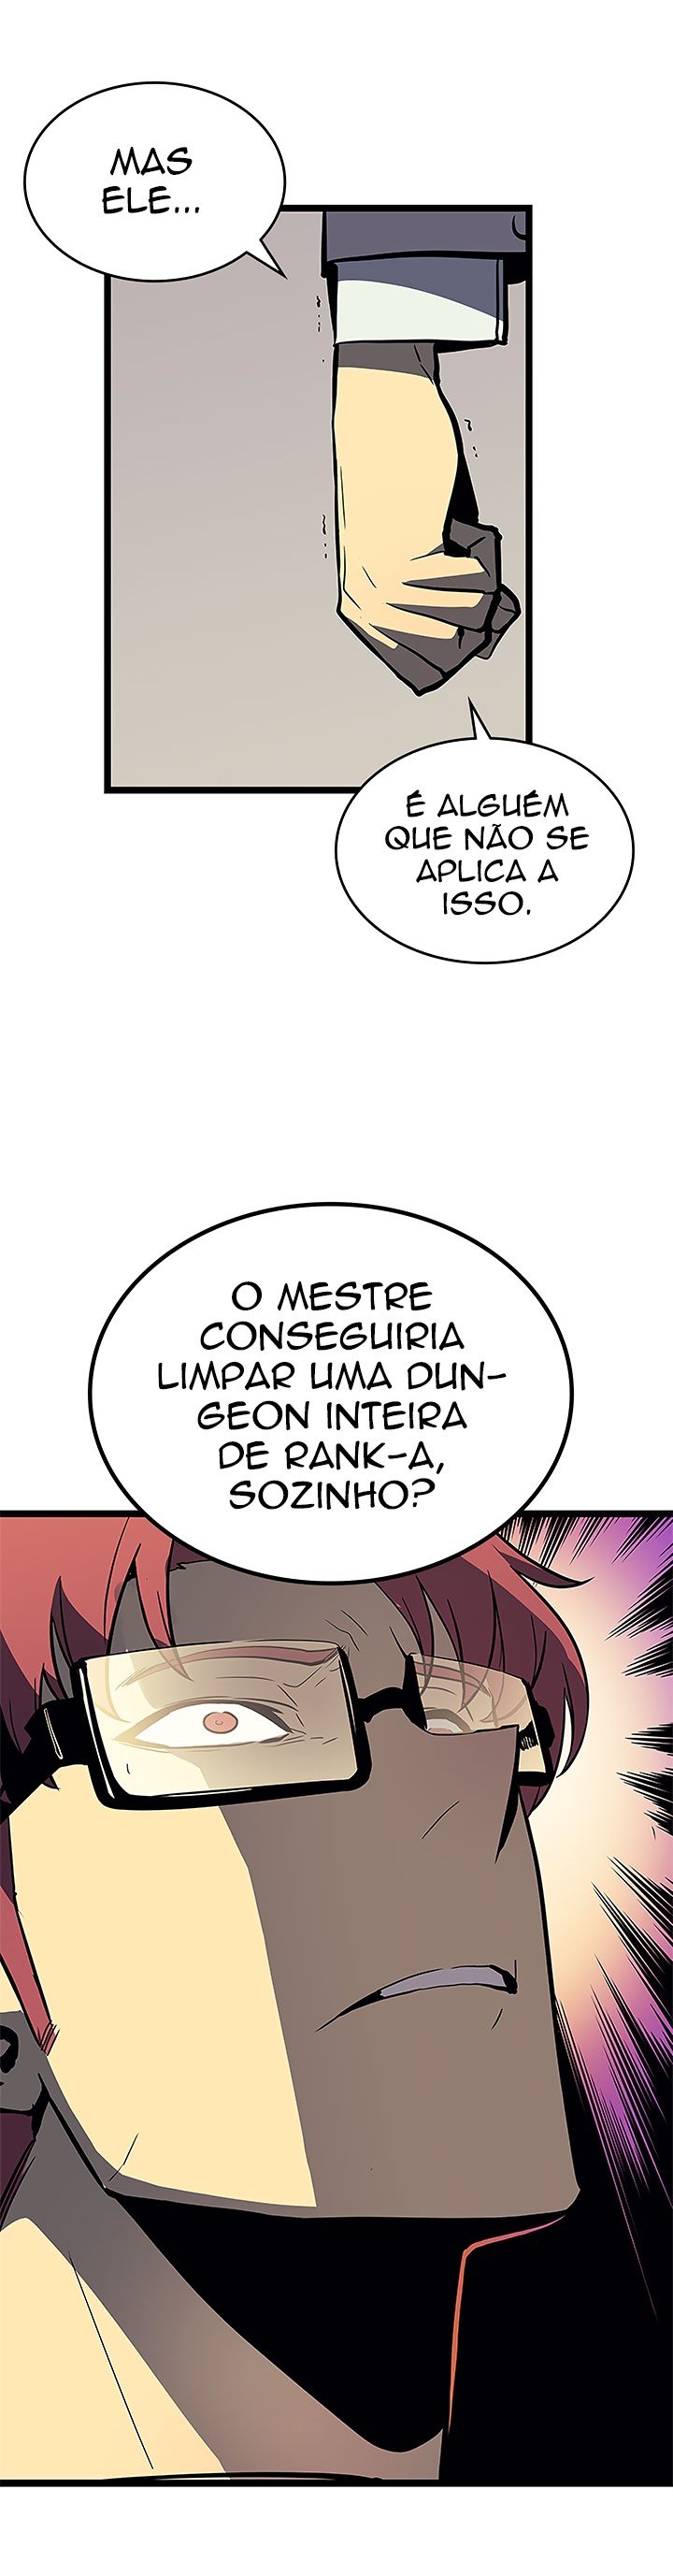 MAS
ELE...
É ALGUÉM
QUE NÃO SE
APLICA A
ISSO.
O MESTRE
CONSEGUIRIA
LIMPAR UMA DUN-
GEON INTEIRA
DE RANK-A,
SOZINHO?